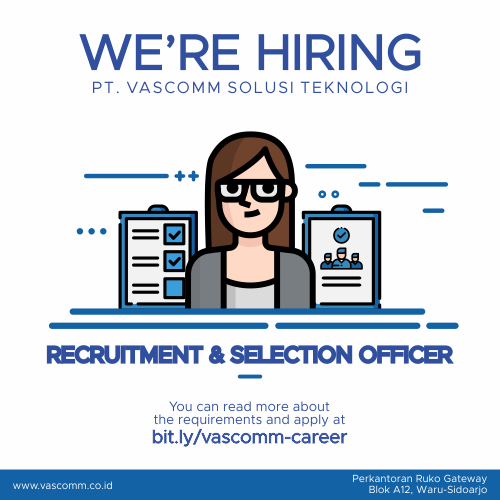 WE'RE HIRING
PT. VASCOMM SOLUSI TEKNOLOGI
RECRUITMENT & SELECTION OFFICER
You can read more about
the requirements and apply at
bit.ly/vascomm-career
www.vascomm.co.id
Perkantoran Ruko Gateway
Blok A12, Waru-Sidoarjo